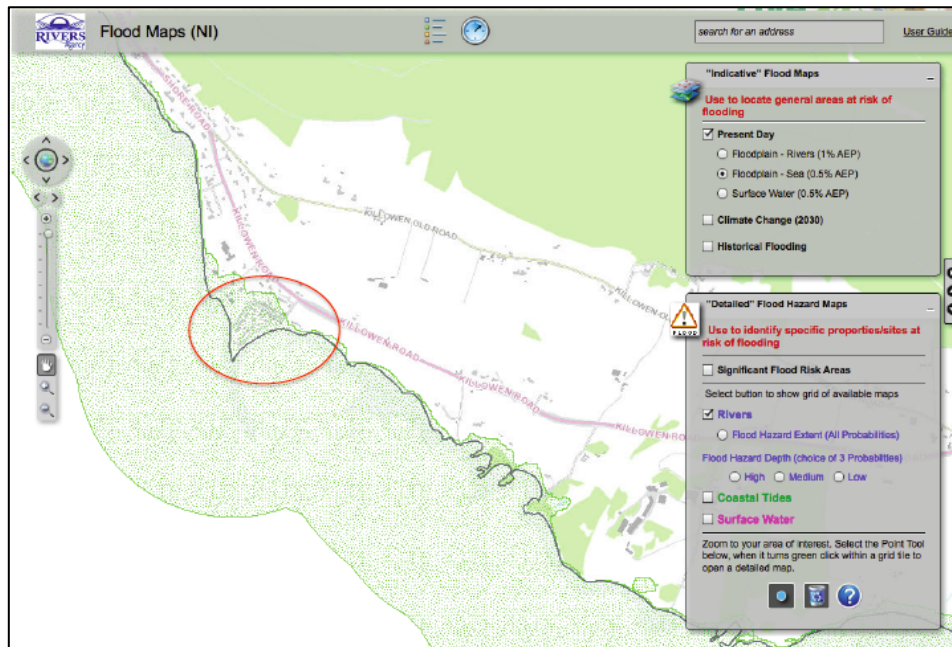 RIVERS
Agency
Flood Maps (NI)
search for an address
User Guide
SHORE ROAD
KILLOWEN ROAD
KILLOWEN OLD ROAD
KILLOWEN ROAD
KILLOWEN ROAD
"Indicative" Flood Maps
Use to locate general areas at risk of
flooding
Present Day
Floodplain - Rivers (1% AEP)
Floodplain - Sea (0.5% AEP)
Surface Water (0.5% AEP)
Climate Change (2030)
Historical Flooding
"Detailed" Flood Hazard Maps
FLOOD
Use to identify specific properties/sites at
risk of flooding
Significant Flood Risk Areas
Select button to show grid of available maps
Rivers
Flood Hazard Extent (All Probabilities)
Flood Hazard Depth (choice of 3 Probabilities)
High Medium Low
Coastal Tides
Surface Water
Zoom to your area of interest. Select the Point Tool
below, when it turns green click within a grid tile to
open a detailed map.